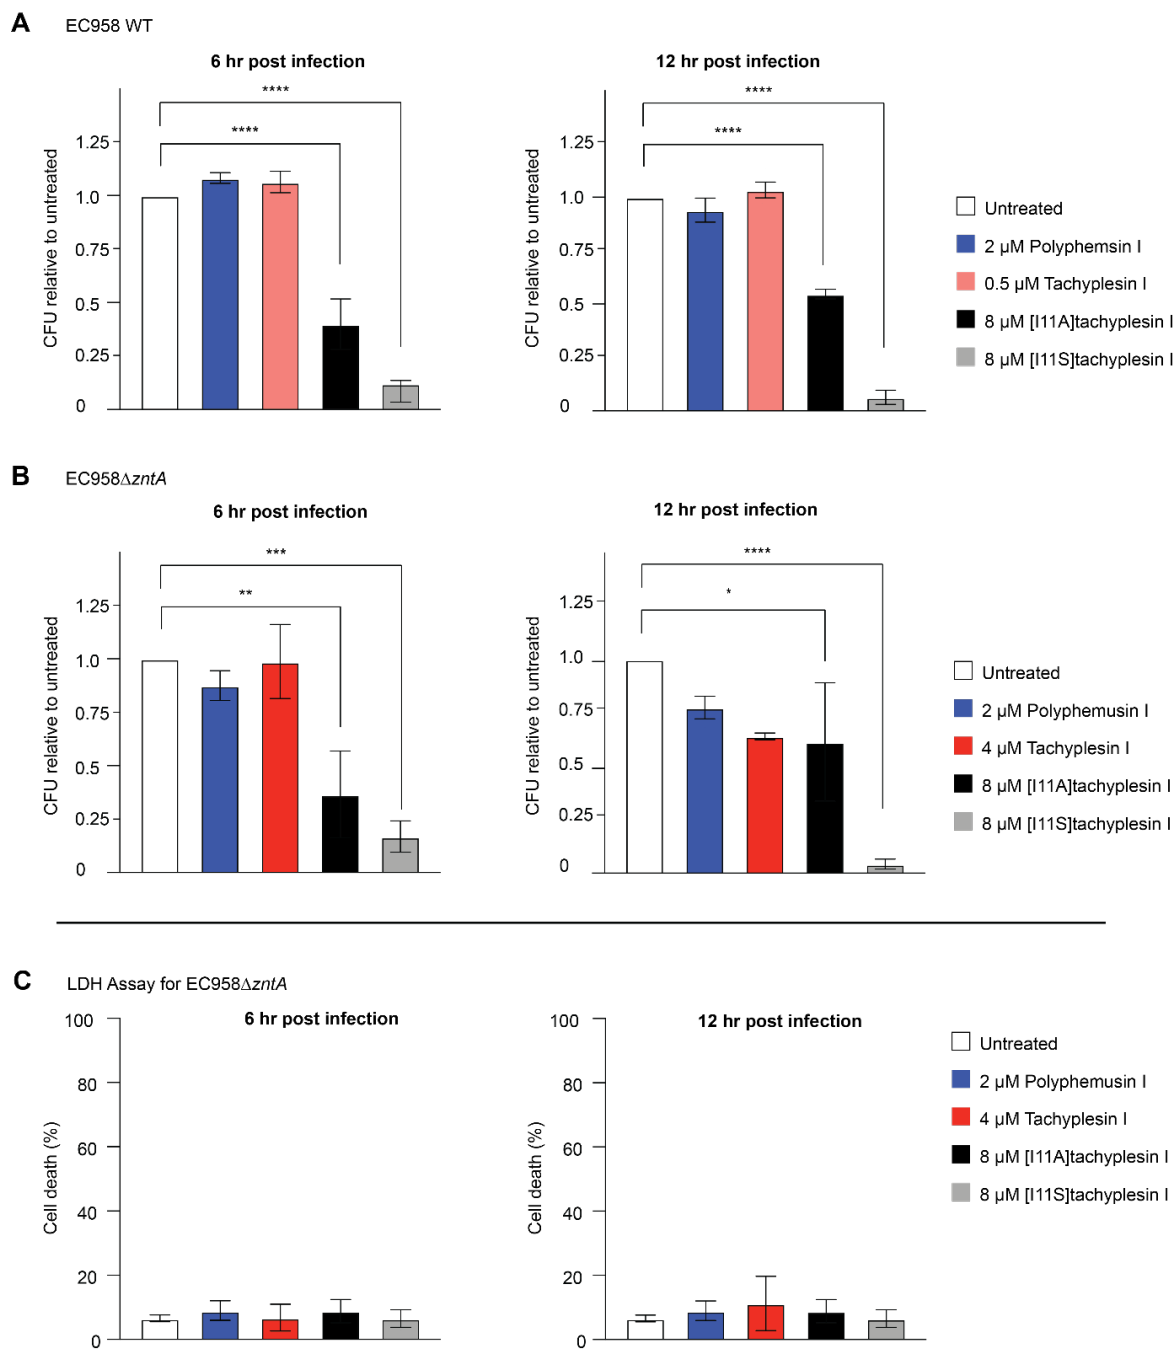 A EC958 WT
6 hr post infection
CFU relative to untreated
1.25
1.0
0.75
0.5
0.25
0
****
****
12 hr post infection
CFU relative to untreated
1.25
1.0
0.75
0.5
0.25
0
****
****
Untreated
2 µM Polyphemsin I
0.5 µM Tachyplesin I
8 µM [I11A]tachyplesin I
8 µM [I11S]tachyplesin I
B EC958ΔzntA
6 hr post infection
CFU relative to untreated
1.25
1.0
0.75
0.5
0.25
0
***
**
12 hr post infection
CFU relative to untreated
1.25
1.0
0.75
0.5
0.25
0
****
*
Untreated
2 µM Polyphemusin I
4 µM Tachyplesin I
8 µM [I11A]tachyplesin I
8 µM [I11S]tachyplesin I
C LDH Assay for EC958ΔzntA
6 hr post infection
Cell death (%)
100
80
60
40
20
0
12 hr post infection
Cell death (%)
100
80
60
40
20
0
Untreated
2 µM Polyphemusin I
4 µM Tachyplesin I
8 µM [I11A]tachyplesin I
8 µM [I11S]tachyplesin I